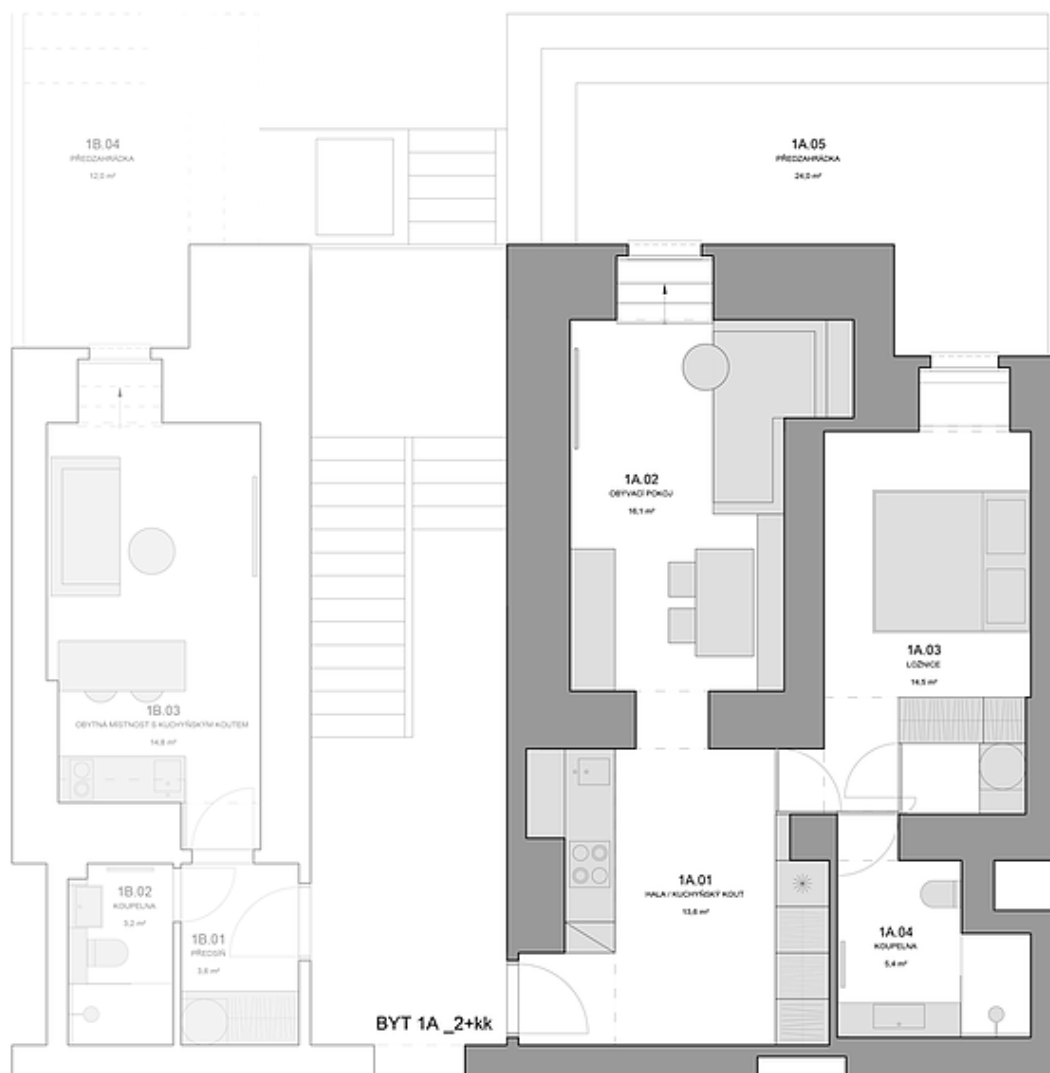 1B.04
PŘEDZAHRÁDKA
12,0 m²
1A.05
PŘEDZAHRÁDKA
24,0 m²
1A.02
OBÝVACÍ POKOJ
16,1 m²
1A.03
LOŽNICE
14,5 m²
1B.03
OBYTNÁ MÍSTNOST S KUCHYŇSKÝM KOUTEM
14,8 m²
1A.01
HALA / KUCHYŇSKÝ KOUT
13,6 m²
1B.02
KOUPELNA
3,2 m²
1B.01
PŘEDSÍŇ
3,8 m²
1A.04
KOUPELNA
5,4 m²
BYT 1A _2+kk